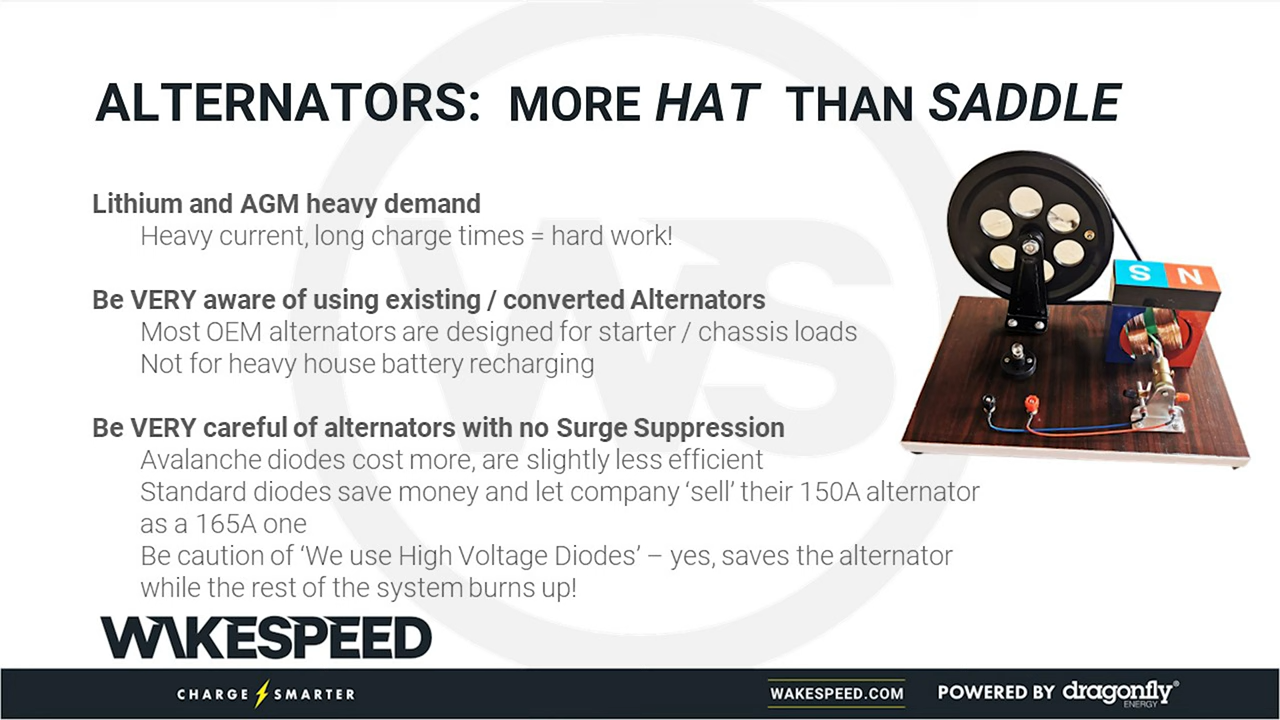 ALTERNATORS: MORE HAT THAN SADDLE
Lithium and AGM heavy demand
Heavy current, long charge times = hard work!
Be VERY aware of using existing / converted Alternators
Most OEM alternators are designed for starter / chassis loads
Not for heavy house battery recharging
Be VERY careful of alternators with no Surge Suppression
Avalanche diodes cost more, are slightly less efficient
Standard diodes save money and let company ‘sell’ their 150A alternator
as a 165A one
Be caution of ‘We use High Voltage Diodes’ – yes, saves the alternator
while the rest of the system burns up!
S N
WS
WAKESPEED
CHARGE SMARTER
WAKESPEED.COM
POWERED BY dragonfly®
ENERGY